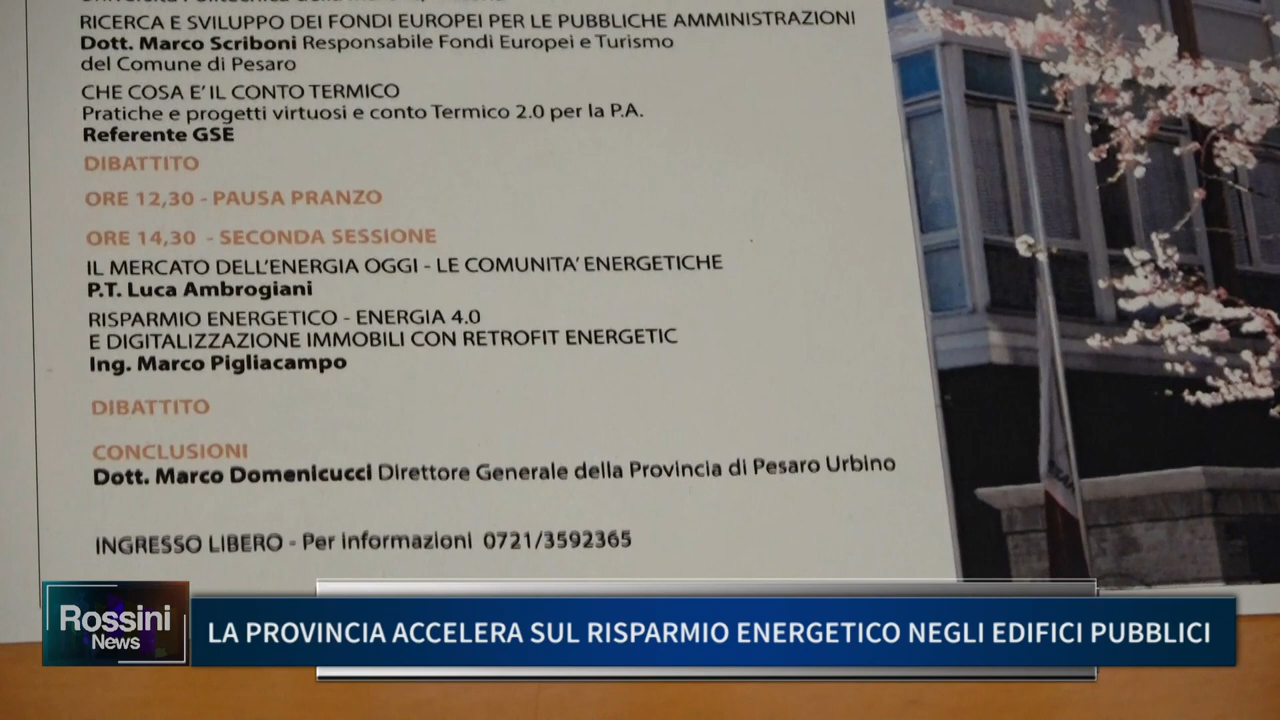 RICERCA E SVILUPPO DEI FONDI EUROPEI PER LE PUBBLICHE AMMINISTRAZIONI
Dott. Marco Scriboni Responsabile Fondi Europei e Turismo
del Comune di Pesaro
CHE COSA E' IL CONTO TERMICO
Pratiche e progetti virtuosi e conto Termico 2.0 per la P.A.
Referente GSE
DIBATTITO
ORE 12,30 - PAUSA PRANZO
ORE 14,30 - SECONDA SESSIONE
IL MERCATO DELL'ENERGIA OGGI - LE COMUNITA' ENERGETICHE
P.T. Luca Ambrogiani
RISPARMIO ENERGETICO - ENERGIA 4.0
E DIGITALIZZAZIONE IMMOBILI CON RETROFIT ENERGETIC
Ing. Marco Pigliacampo
DIBATTITO
CONCLUSIONI
Dott. Marco Domenicucci Direttore Generale della Provincia di Pesaro Urbino
INGRESSO LIBERO - Per informazioni 0721/3592365
Rossini
News
LA PROVINCIA ACCELERA SUL RISPARMIO ENERGETICO NEGLI EDIFICI PUBBLICI